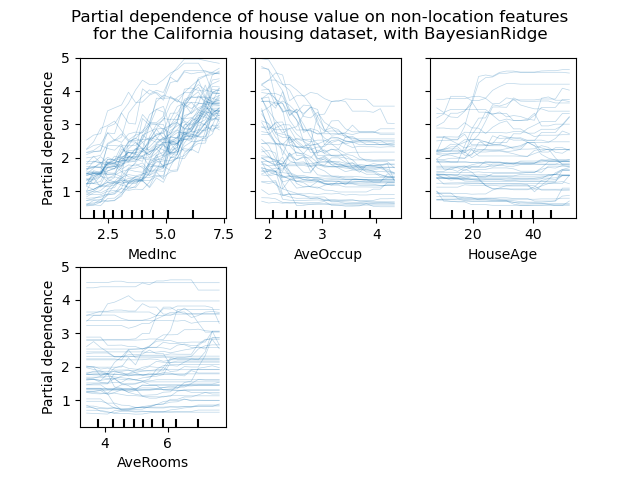 Partial dependence of house value on non-location features
for the California housing dataset, with BayesianRidge
5
4
3
2
1
Partial dependence
2.5 5.0 7.5
MedInc
2 3 4
AveOccup
20 40
HouseAge
5
4
3
2
1
Partial dependence
4 6
AveRooms